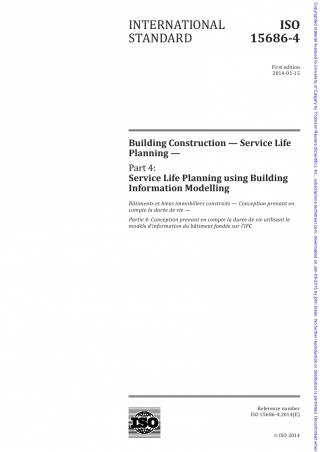 INTERNATIONAL
STANDARD
ISO
15686-4
First edition
2014-01-15
Building Construction — Service Life
Planning —
Part 4:
Service Life Planning using Building
Information Modelling
Bâtiments et biens immobiliers construits — Conception prenant en
compte la durée de vie —
Partie 4: Conception prenant en compte la durée de vie utilisant le
modèle d'information du bâtiment fondée sur l'IFC
ISO
Reference number
ISO 15686-4:2014(E)
© ISO 2014
Copyrighted material licensed to University of Calgary by Thomson Reuters (Scientific), Inc., subscriptions.techstreet.com, downloaded on Jan-09-2015 by john foster. No further reproduction or distribution is permitted. Uncontrolled when